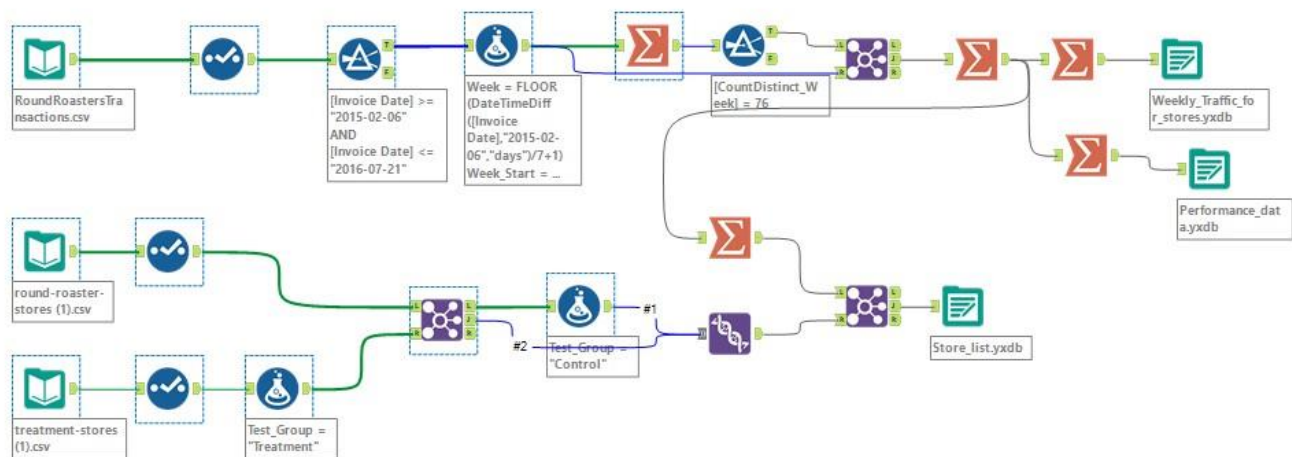 RoundRoastersTra
nsactions.csv
[Invoice Date] >=
"2015-02-06"
AND
[Invoice Date] <=
"2016-07-21"
T
F
Week = FLOOR
(DateTimeDiff
([Invoice
Date],"2015-02-
06","days")/7+1)
Week_Start = ...
[CountDistinct_W
eek] = 76
T
F
L
R
L
J
R
Weekly_Traffic_fo
r_stores.yxdb
Performance_dat
a.yxdb
round-roaster-
stores (1).csv
L
R
L
J
R
Test_Group =
"Control"
#1
#2
L
R
L
J
R
Store_list.yxdb
treatment-stores
(1).csv
Test_Group =
"Treatment"